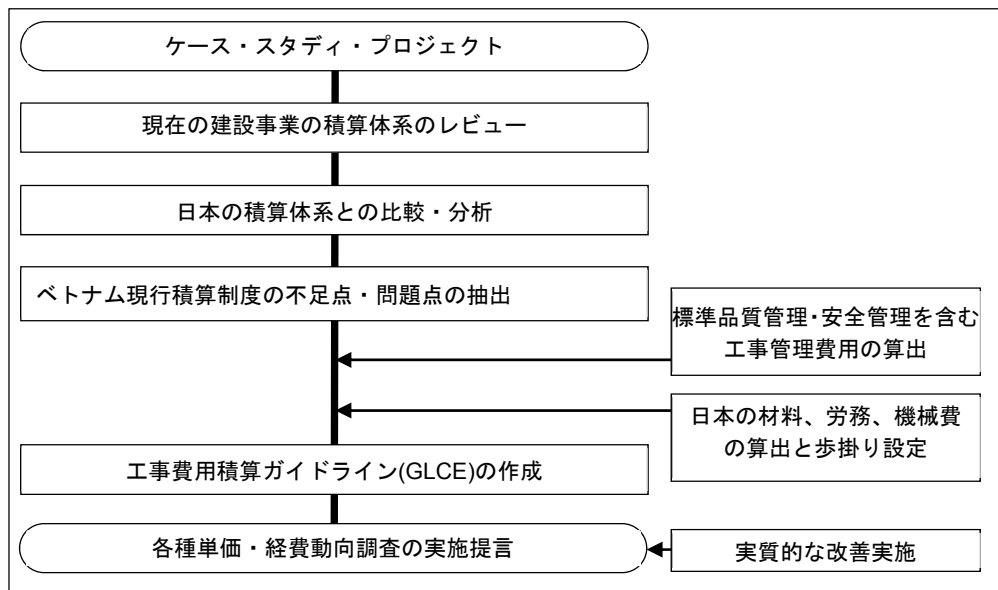 ケース・スタディ・プロジェクト
現在の建設事業の積算体系のレビュー
日本の積算体系との比較・分析
ベトナム現行積算制度の不足点・問題点の抽出
標準品質管理・安全管理を含む
工事管理費用の算出
日本の材料、労務、機械費
の算出と歩掛り設定
工事費用積算ガイドライン(GLCE)の作成
各種単価・経費動向調査の実施提言
実質的な改善実施